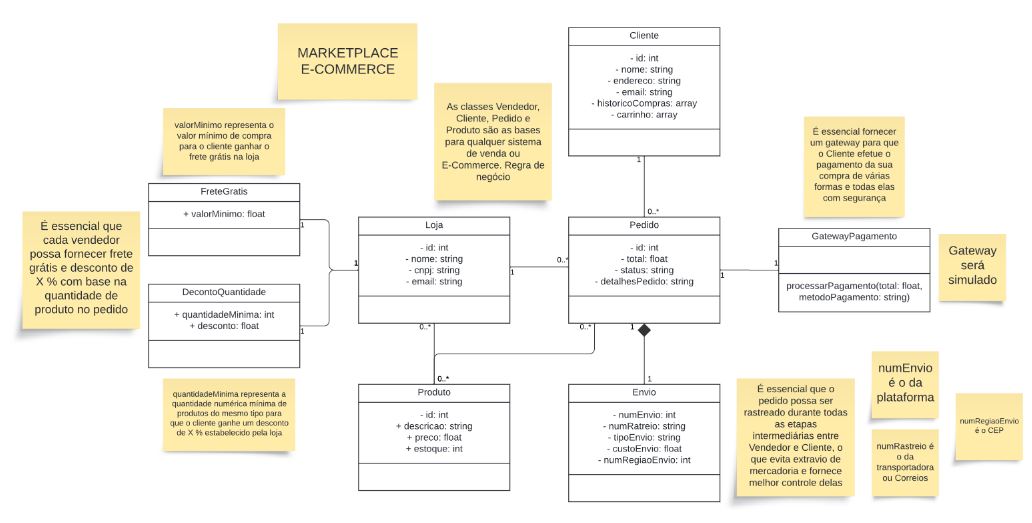 MARKETPLACE
E-COMMERCE
valorMinimo representa o
valor mínimo de compra
para o cliente ganhar o
frete grátis na loja
As classes Vendedor,
Cliente, Pedido e
Produto são as bases
para qualquer sistema
de venda ou
E-Commerce. Regra de
negócio
Cliente
- id: int
- nome: string
- endereco: string
- email: string
- historicoCompras: array
- carrinho: array
1
0..*
É essencial fornecer
um gateway para que
o Cliente efetue o
pagamento da sua
compra de várias
formas e todas elas
com segurança
É essencial que
cada vendedor
possa fornecer frete
grátis e desconto de
X % com base na
quantidade de
produto no pedido
FreteGratis
+ valorMinimo: float
1
DecontoQuantidade
+ quantidadeMinima: int
+ desconto: float
1
1
Loja
- id: int
- nome: string
- cnpj: string
- email: string
1
0..*
Pedido
- id: int
- total: float
- status: string
- detalhesPedido: string
1
1
GatewayPagamento
processarPagamento(total: float,
metodoPagamento: string)
Gateway
será
simulado
0..*
0..*
1
0..*
1
quantidadeMinima representa a
quantidade numérica mínima de
produtos do mesmo tipo para
que o cliente ganhe um desconto
de X % estabelecido pela loja
Produto
- id: int
+ descricao: string
+ preco: float
+ estoque: int
Envio
- numEnvio: int
- numRatreio: string
- tipoEnvio: string
- custoEnvio: float
- numRegiaoEnvio: int
É essencial que o
pedido possa ser
rastreado durante todas
as etapas
intermediárias entre
Vendedor e Cliente, o
que evita extravio de
mercadoria e fornece
melhor controle delas
numEnvio
é o da
plataforma
numRastreio é
o da
transportadora
ou Correios
numRegiaoEnvio
é o CEP